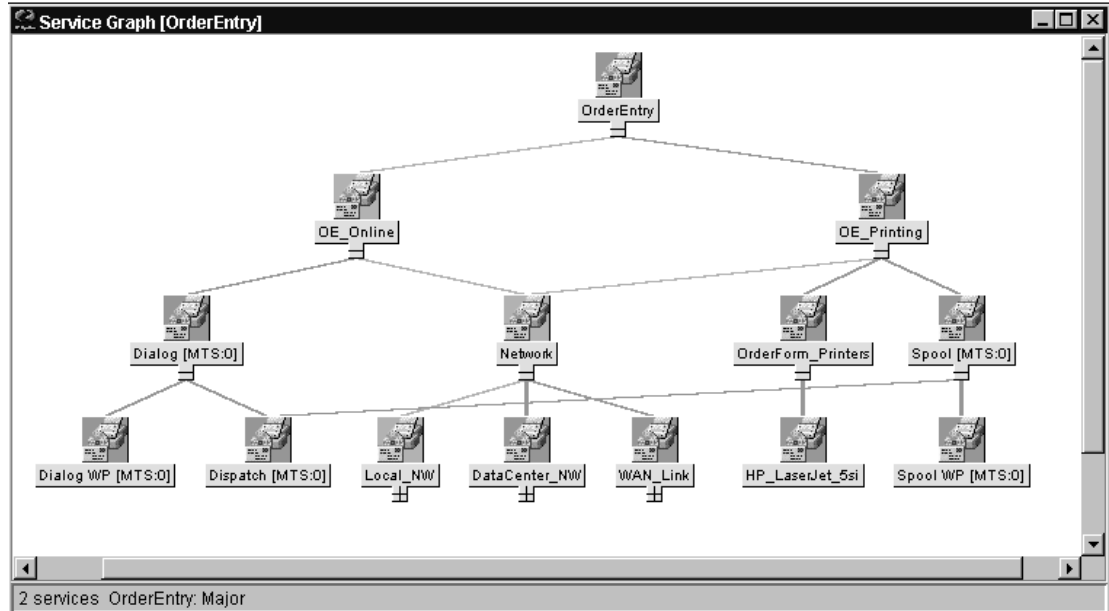 Service Graph [OrderEntry]
OrderEntry
OE_Online
OE_Printing
Dialog [MTS:0]
Network
OrderForm_Printers
Spool [MTS:0]
Dialog WP [MTS:0]
Dispatch [MTS:0]
Local_NW
DataCenter_NW
WAN_Link
HP_LaserJet_5si
Spool WP [MTS:0]
2 services OrderEntry: Major